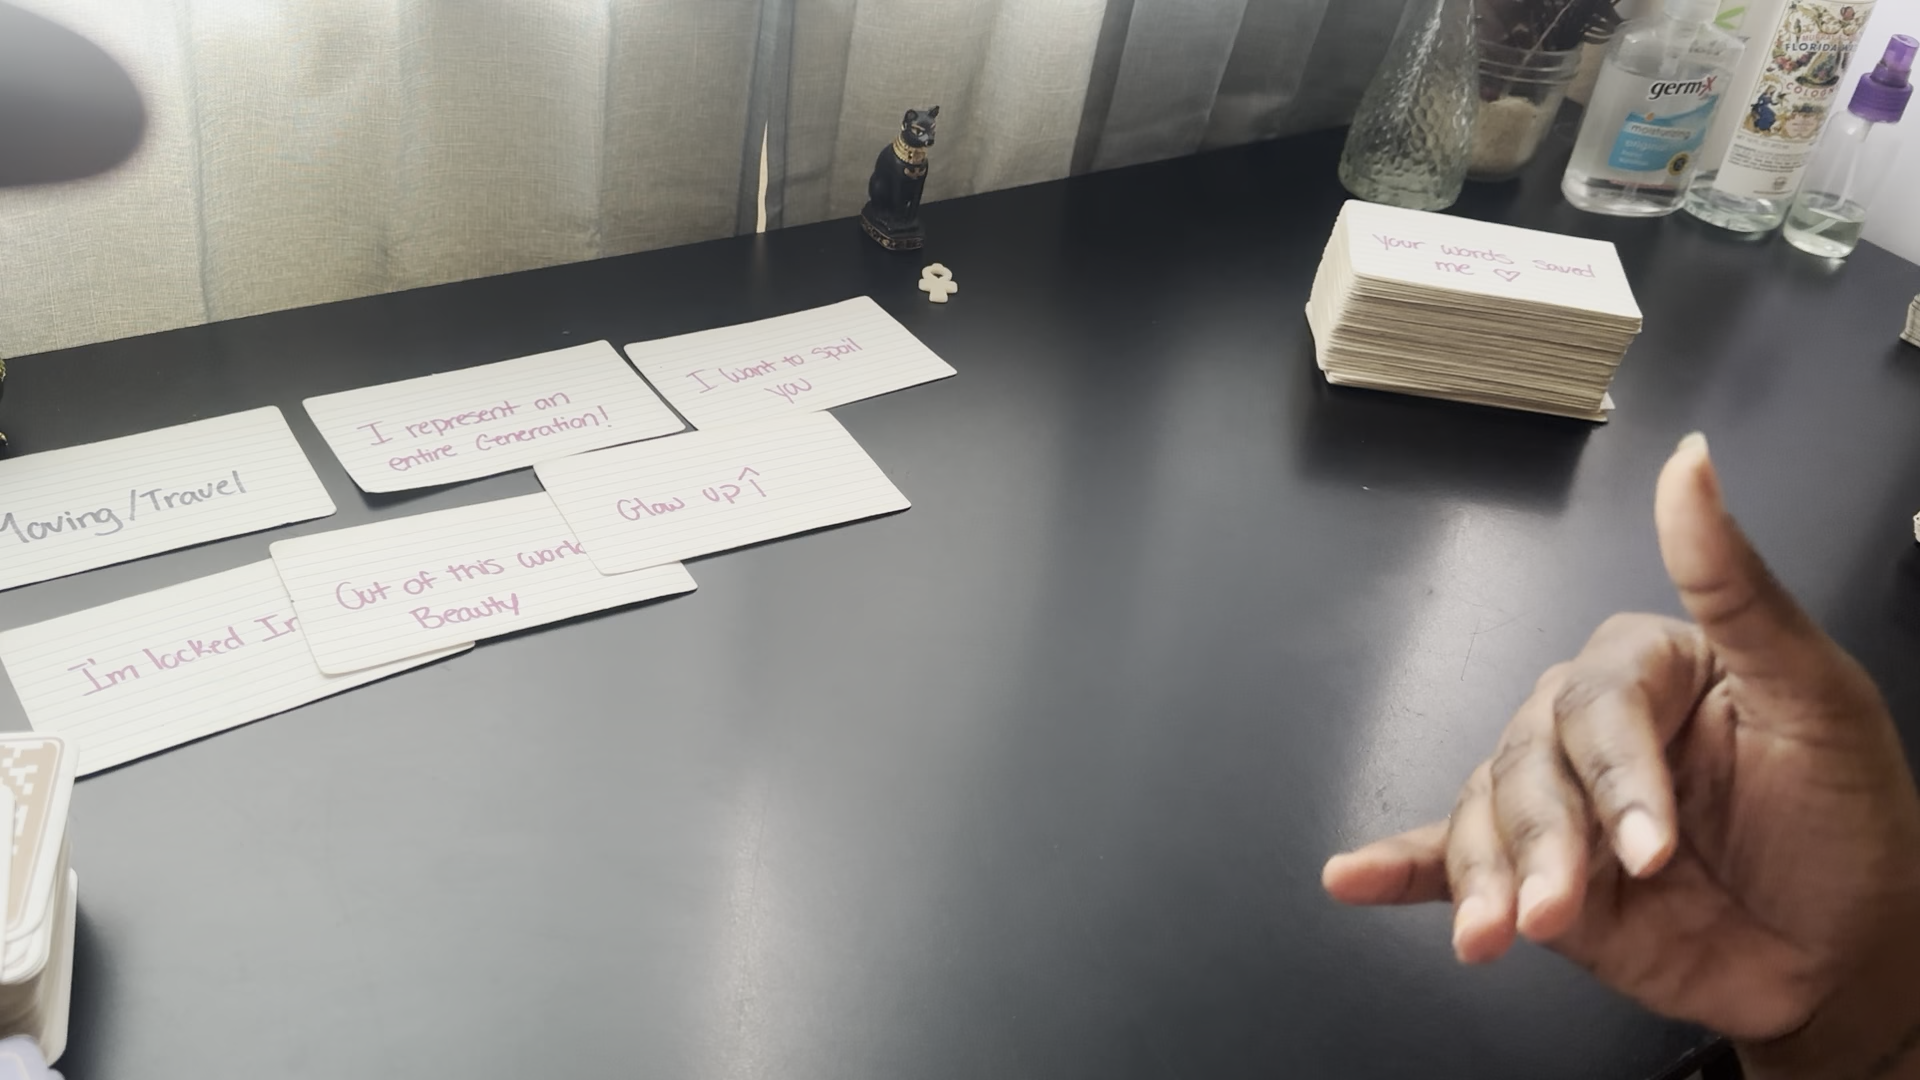 Moving/Travel
I represent an
entire Generation!
I want to spoil
you
I'm locked In
Out of this world
Beauty
Glow up↑
your words saved
me ♡
germ-x
moisturizing
original
FLORIDA
COLOGNE